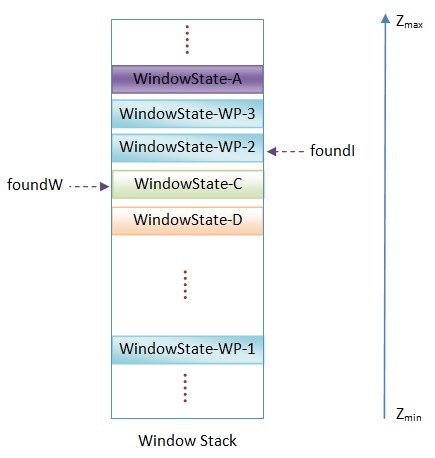 Zmax
WindowState-A
WindowState-WP-3
WindowState-WP-2
foundI
foundW
WindowState-C
WindowState-D
WindowState-WP-1
Zmin
Window Stack